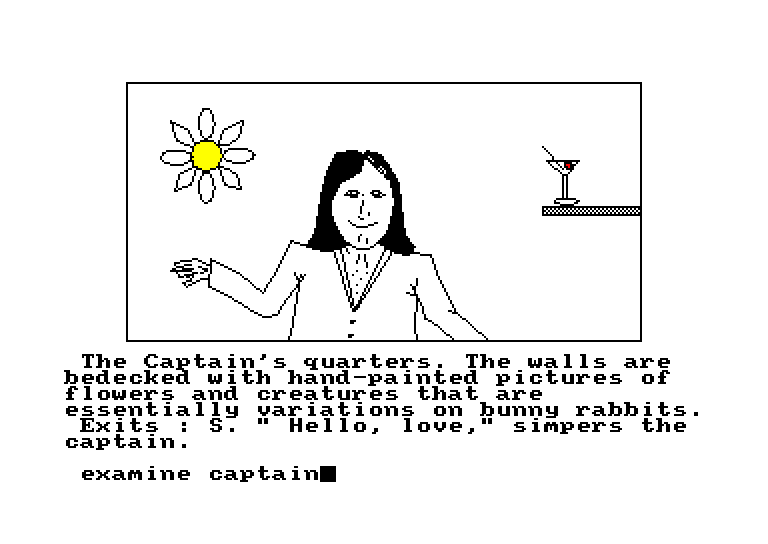 The Captain's quarters. The walls are
bedecked with hand-painted pictures of
flowers and creatures that are
essentially variations on bunny rabbits.
Exits : S. " Hello, love," simpers the
captain.
examine captain